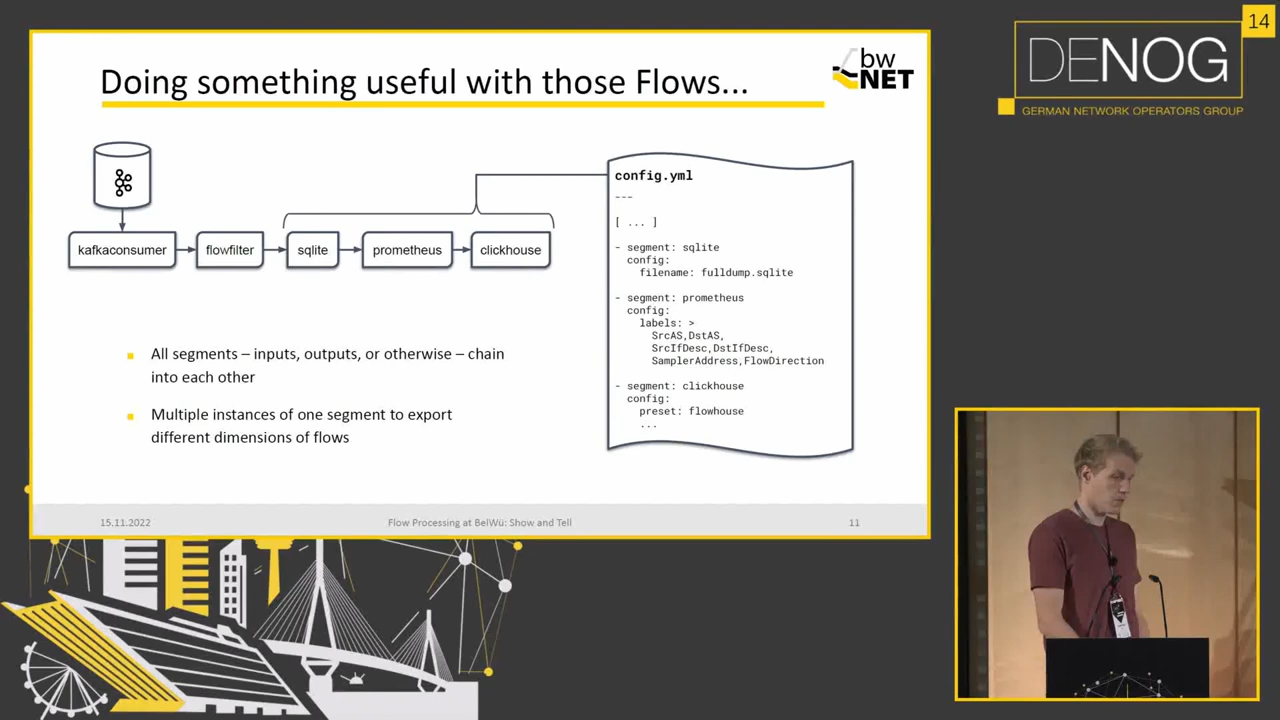 Doing something useful with those Flows...
bw
NET
kafkaconsumer
flowfilter
sqlite
prometheus
clickhouse
config.yml
---
[ ... ]
- segment: sqlite
config:
filename: fulldump.sqlite
- segment: prometheus
config:
labels: >
SrcAS,DstAS,
SrcIfDesc,DstIfDesc,
SamplerAddress,FlowDirection
- segment: clickhouse
config:
preset: flowhouse
...
All segments – inputs, outputs, or otherwise – chain
into each other
Multiple instances of one segment to export
different dimensions of flows
15.11.2022
Flow Processing at BelWü: Show and Tell
11
14
DENOG
GERMAN NETWORK OPERATORS GROUP